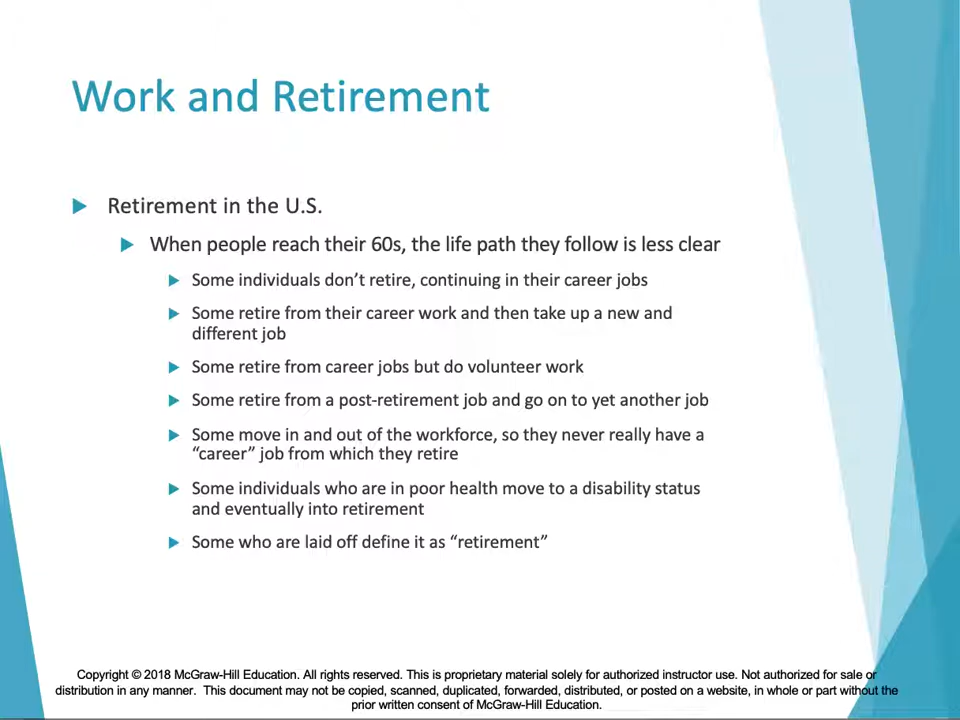 Work and Retirement
Retirement in the U.S.
When people reach their 60s, the life path they follow is less clear
Some individuals don’t retire, continuing in their career jobs
Some retire from their career work and then take up a new and
different job
Some retire from career jobs but do volunteer work
Some retire from a post-retirement job and go on to yet another job
Some move in and out of the workforce, so they never really have a
“career” job from which they retire
Some individuals who are in poor health move to a disability status
and eventually into retirement
Some who are laid off define it as “retirement”
Copyright © 2018 McGraw-Hill Education. All rights reserved. This is proprietary material solely for authorized instructor use. Not authorized for sale or
distribution in any manner. This document may not be copied, scanned, duplicated, forwarded, distributed, or posted on a website, in whole or part without the
prior written consent of McGraw-Hill Education.